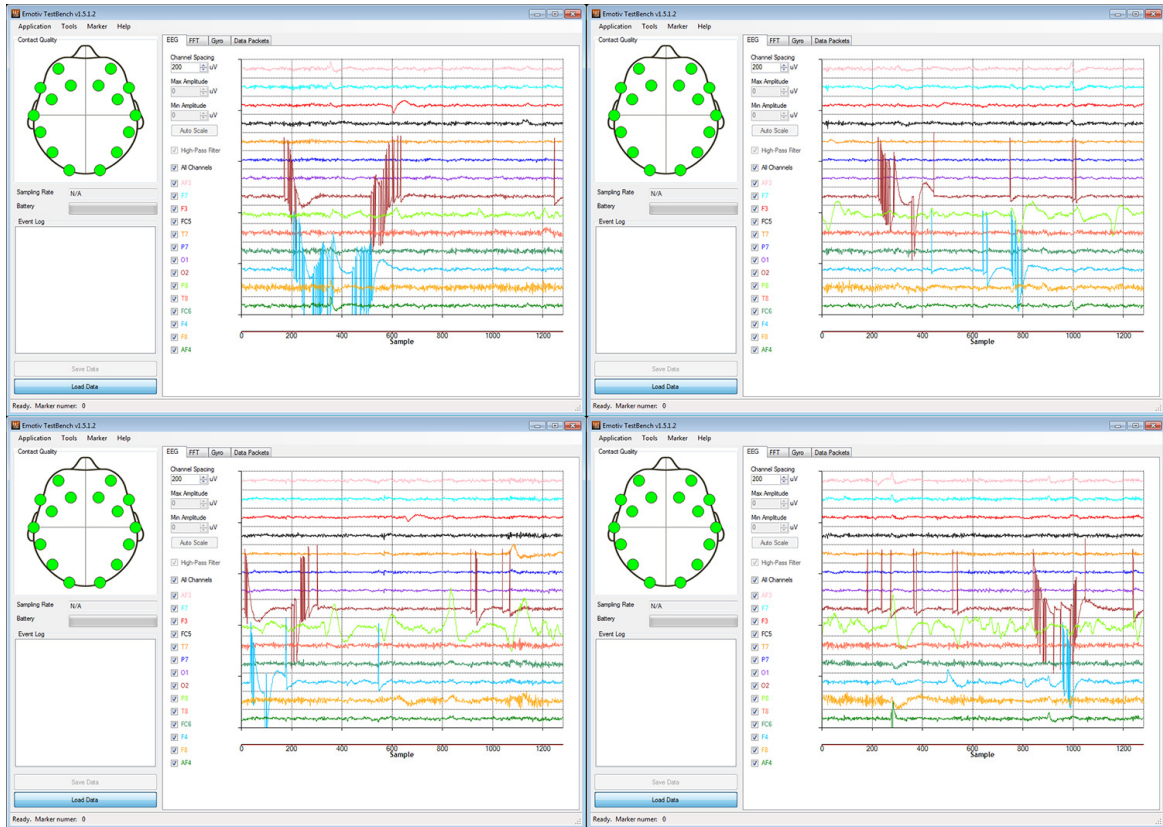 Emotiv TestBench v1.5.1.2
Application Tools Marker Help
Contact Quality
EEG FFT Gyro Data Packets
Channel Spacing
200 uV
Max Amplitude
0 uV
Min Amplitude
0 uV
Auto Scale
High-Pass Filter
All Channels
AF3
F7
F3
FC5
T7
P7
O1
O2
P8
T8
FC6
F4
F8
AF4
Sampling Rate N/A
Battery
Event Log
0 200 400 600 800 1000 1200
Sample
Save Data
Load Data
Ready. Marker numer: 0
Emotiv TestBench v1.5.1.2
Application Tools Marker Help
Contact Quality
EEG FFT Gyro Data Packets
Channel Spacing
200 uV
Max Amplitude
0 uV
Min Amplitude
0 uV
Auto Scale
High-Pass Filter
All Channels
AF3
F7
F3
FC5
T7
P7
O1
O2
P8
T8
FC6
F4
F8
AF4
Sampling Rate N/A
Battery
Event Log
0 200 400 600 800 1000 1200
Sample
Save Data
Load Data
Ready. Marker numer: 0
Emotiv TestBench v1.5.1.2
Application Tools Marker Help
Contact Quality
EEG FFT Gyro Data Packets
Channel Spacing
200 uV
Max Amplitude
0 uV
Min Amplitude
0 uV
Auto Scale
High-Pass Filter
All Channels
AF3
F7
F3
FC5
T7
P7
O1
O2
P8
T8
FC6
F4
F8
AF4
Sampling Rate N/A
Battery
Event Log
0 200 400 600 800 1000 1200
Sample
Save Data
Load Data
Ready. Marker numer: 0
Emotiv TestBench v1.5.1.2
Application Tools Marker Help
Contact Quality
EEG FFT Gyro Data Packets
Channel Spacing
200 uV
Max Amplitude
0 uV
Min Amplitude
0 uV
Auto Scale
High-Pass Filter
All Channels
AF3
F7
F3
FC5
T7
P7
O1
O2
P8
T8
FC6
F4
F8
AF4
Sampling Rate N/A
Battery
Event Log
0 200 400 600 800 1000 1200
Sample
Save Data
Load Data
Ready. Marker numer: 0